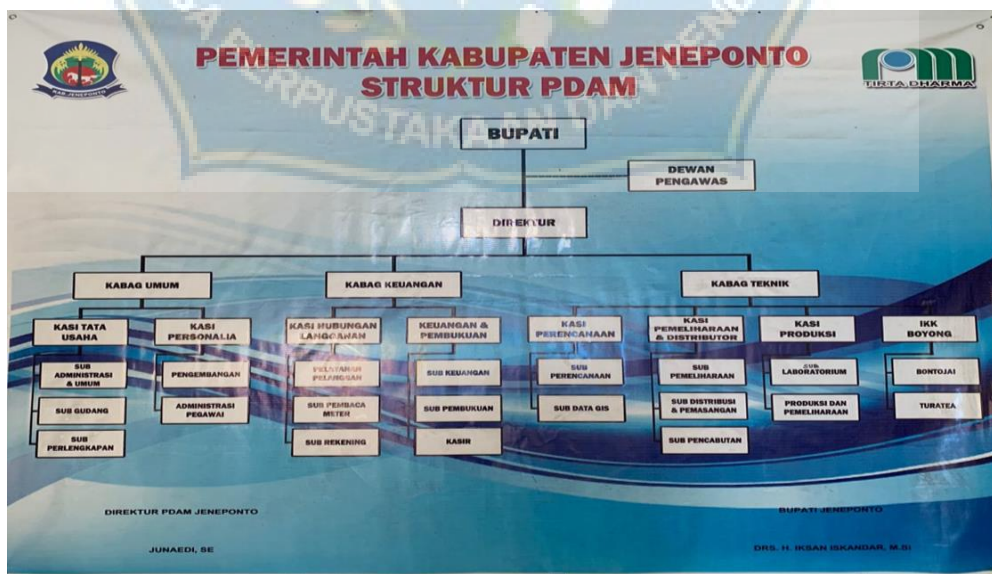 PEMERINTAH KABUPATEN JENEPONTO
STRUKTUR PDAM
KAB. JENEPONTO
TIRTA DHARMA
PERPUSTAKAAN DAN
BUPATI
DEWAN
PENGAWAS
DIREKTUR
KABAG UMUM
KABAG KEUANGAN
KABAG TEKNIK
KASI TATA
USAHA
KASI
PERSONALIA
KASI HUBUNGAN
LANGGANAN
KEUANGAN &
PEMBUKUAN
KASI
PERENCANAAN
KASI
PEMELIHARAAN
& DISTRIBUTOR
KASI
PRODUKSI
IKK
BOYONG
SUB
ADMINISTRASI
& UMUM
PENGEMBANGAN
PELAYANAN
PELANGGAN
SUB KEUANGAN
SUB
PERENCANAAN
SUB
PEMELIHARAAN
SUB
LABORATORIUM
BONTOJAI
SUB GUDANG
ADMINISTRASI
PEGAWAI
SUB PEMBACA
METER
SUB PEMBUKUAN
SUB DATA GIS
SUB DISTRIBUSI
& PEMASANGAN
PRODUKSI DAN
PEMELIHARAAN
TURATEA
SUB
PERLENGKAPAN
SUB REKENING
KASIR
SUB PENCABUTAN
DIREKTUR PDAM JENEPONTO
BUPATI JENEPONTO
JUNAEDI, SE
DRS. H. IKSAN ISKANDAR, M.SI